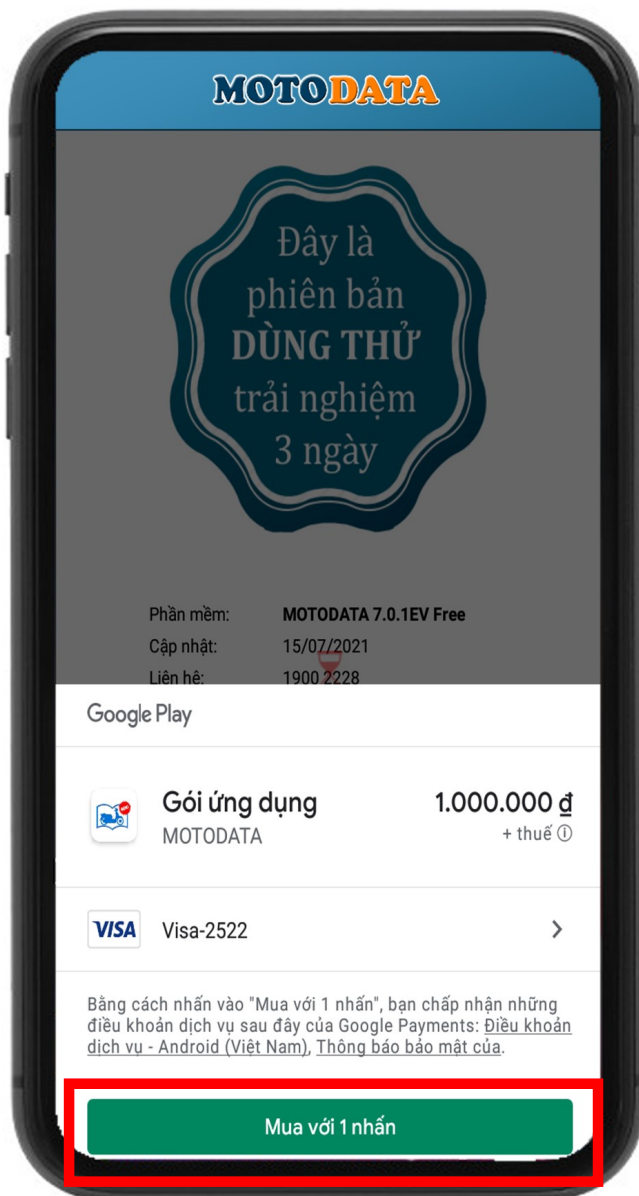 MOTODATA
Đây là
phiên bản
DÙNG THỬ
trải nghiệm
3 ngày
Phần mềm: MOTODATA 7.0.1EV Free
Cập nhật: 15/07/2021
Liên hệ: 1900 2228
Google Play
Gói ứng dụng 1.000.000 ₫
MOTODATA + thuế
VISA Visa-2522
Bằng cách nhấn vào "Mua với 1 nhấn", bạn chấp nhận những
điều khoản dịch vụ sau đây của Google Payments: Điều khoản
dịch vụ - Android (Việt Nam), Thông báo bảo mật của.
Mua với 1 nhấn